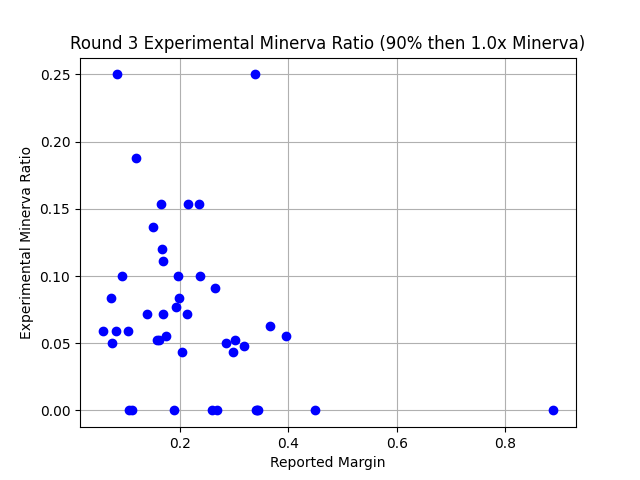 Round 3 Experimental Minerva Ratio (90% then 1.0x Minerva)
0.25
0.20
0.15
0.10
0.05
0.00
Experimental Minerva Ratio
0.2 0.4 0.6 0.8
Reported Margin